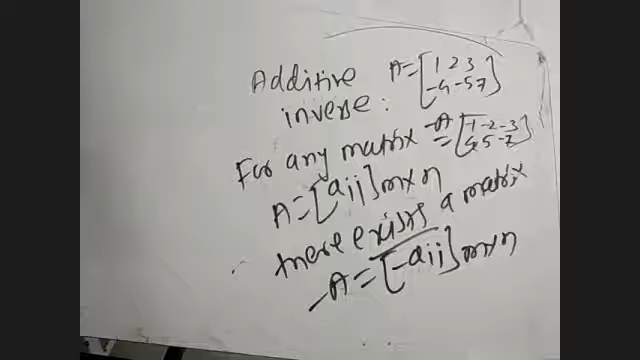 Additive A=[1 2 3
-4 -5 7]
inverse:
For any matrix -A=[-1 -2 -3
4 5 -7]
A=[aij]m×n
there exists a matrix
-A=[-aij]m×n